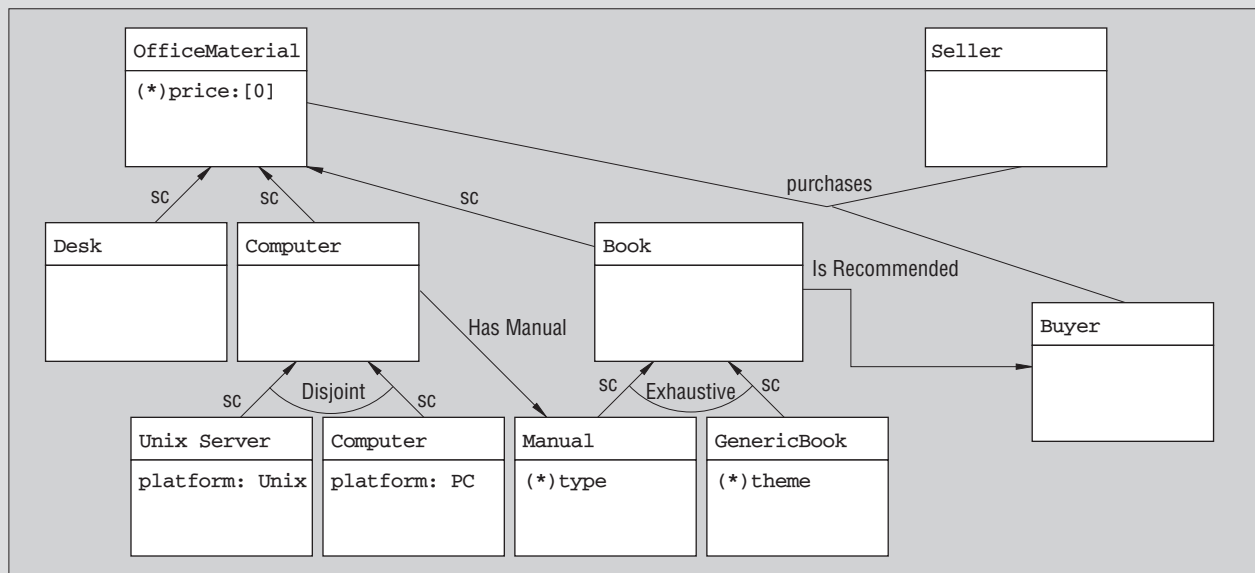 OfficeMaterial
(*)price:[0]
Seller
purchases
sc
sc
sc
Desk
Computer
Book
Is Recommended
Has Manual
Buyer
sc
Disjoint
sc
sc
Exhaustive
sc
Unix Server
platform: Unix
Computer
platform: PC
Manual
(*)type
GenericBook
(*)theme